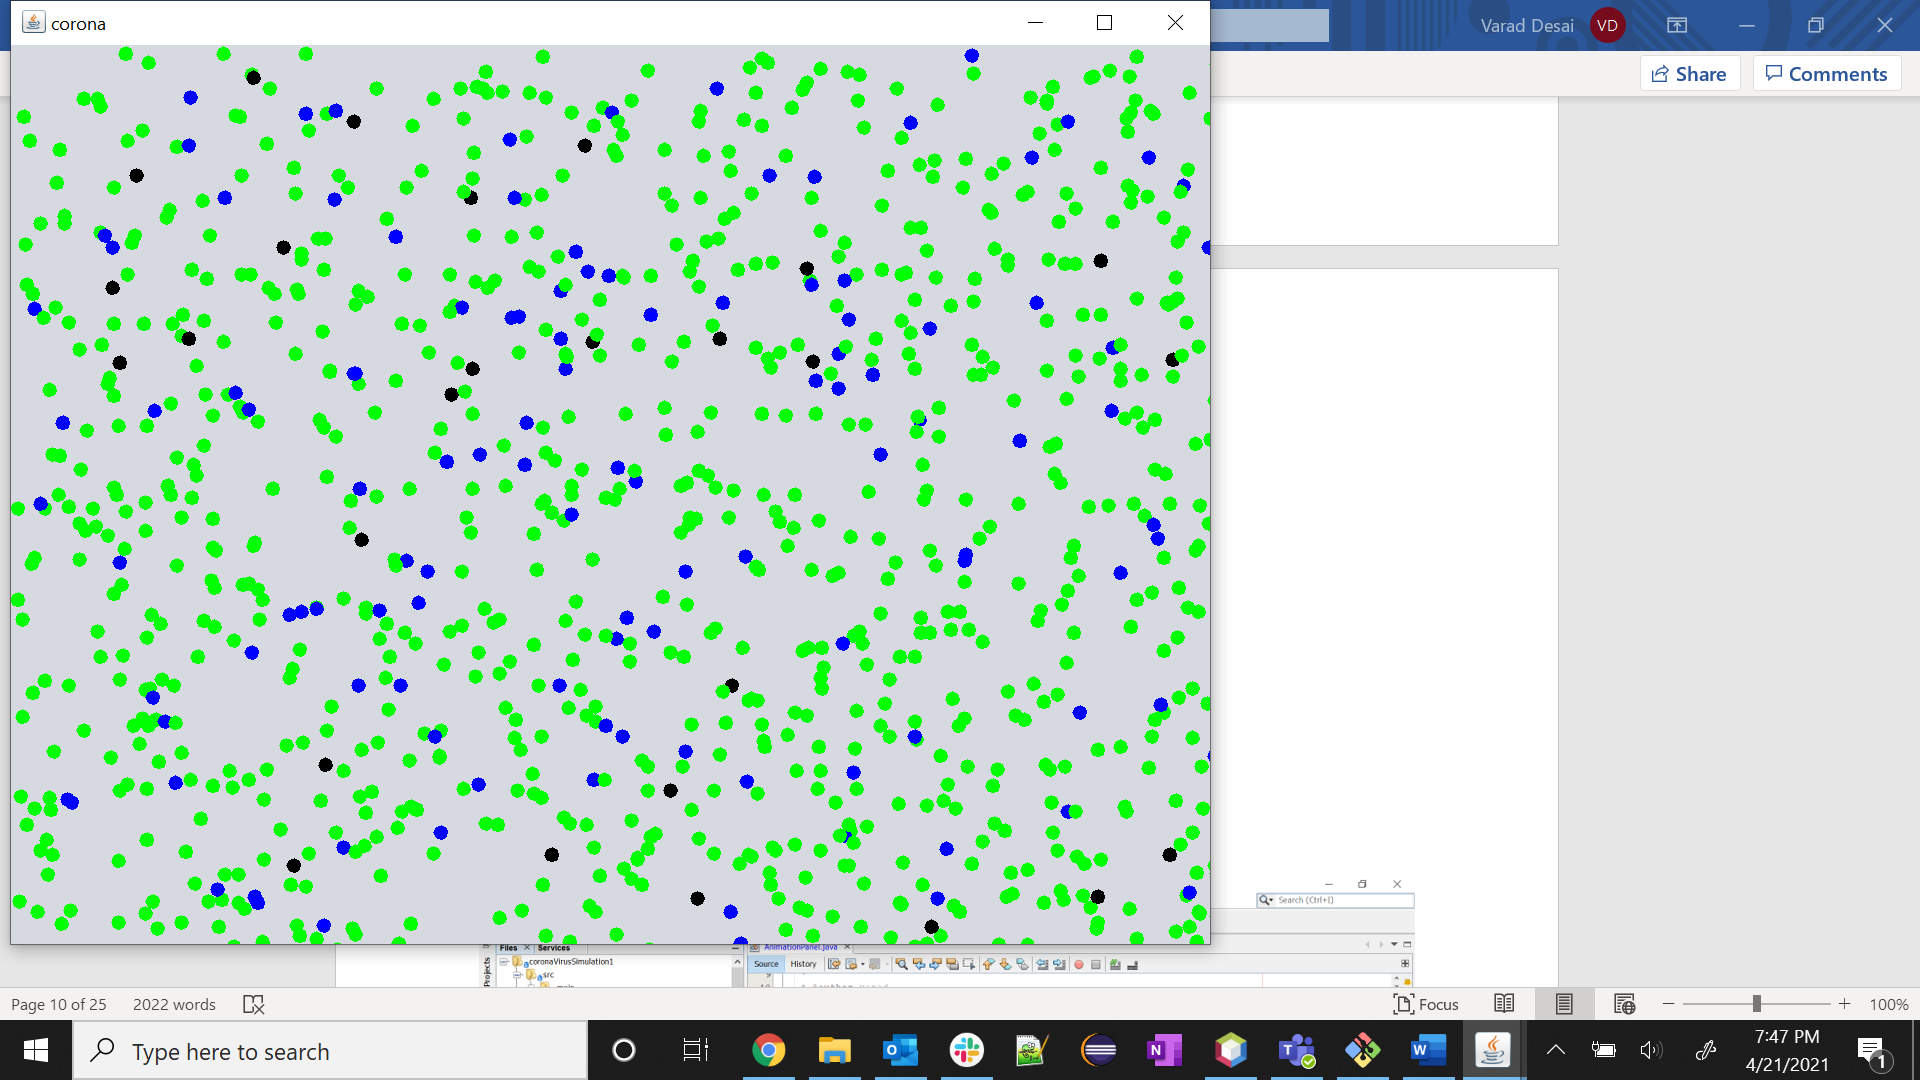 corona
Varad Desai
VD
Share
Comments
Search (Ctrl+I)
Files
Services
AnimationPanel.java
Projects
coronaVirusSimulation1
Source
History
src
Page 10 of 25
2022 words
Focus
100%
Type here to search
7:47 PM
4/21/2021
1